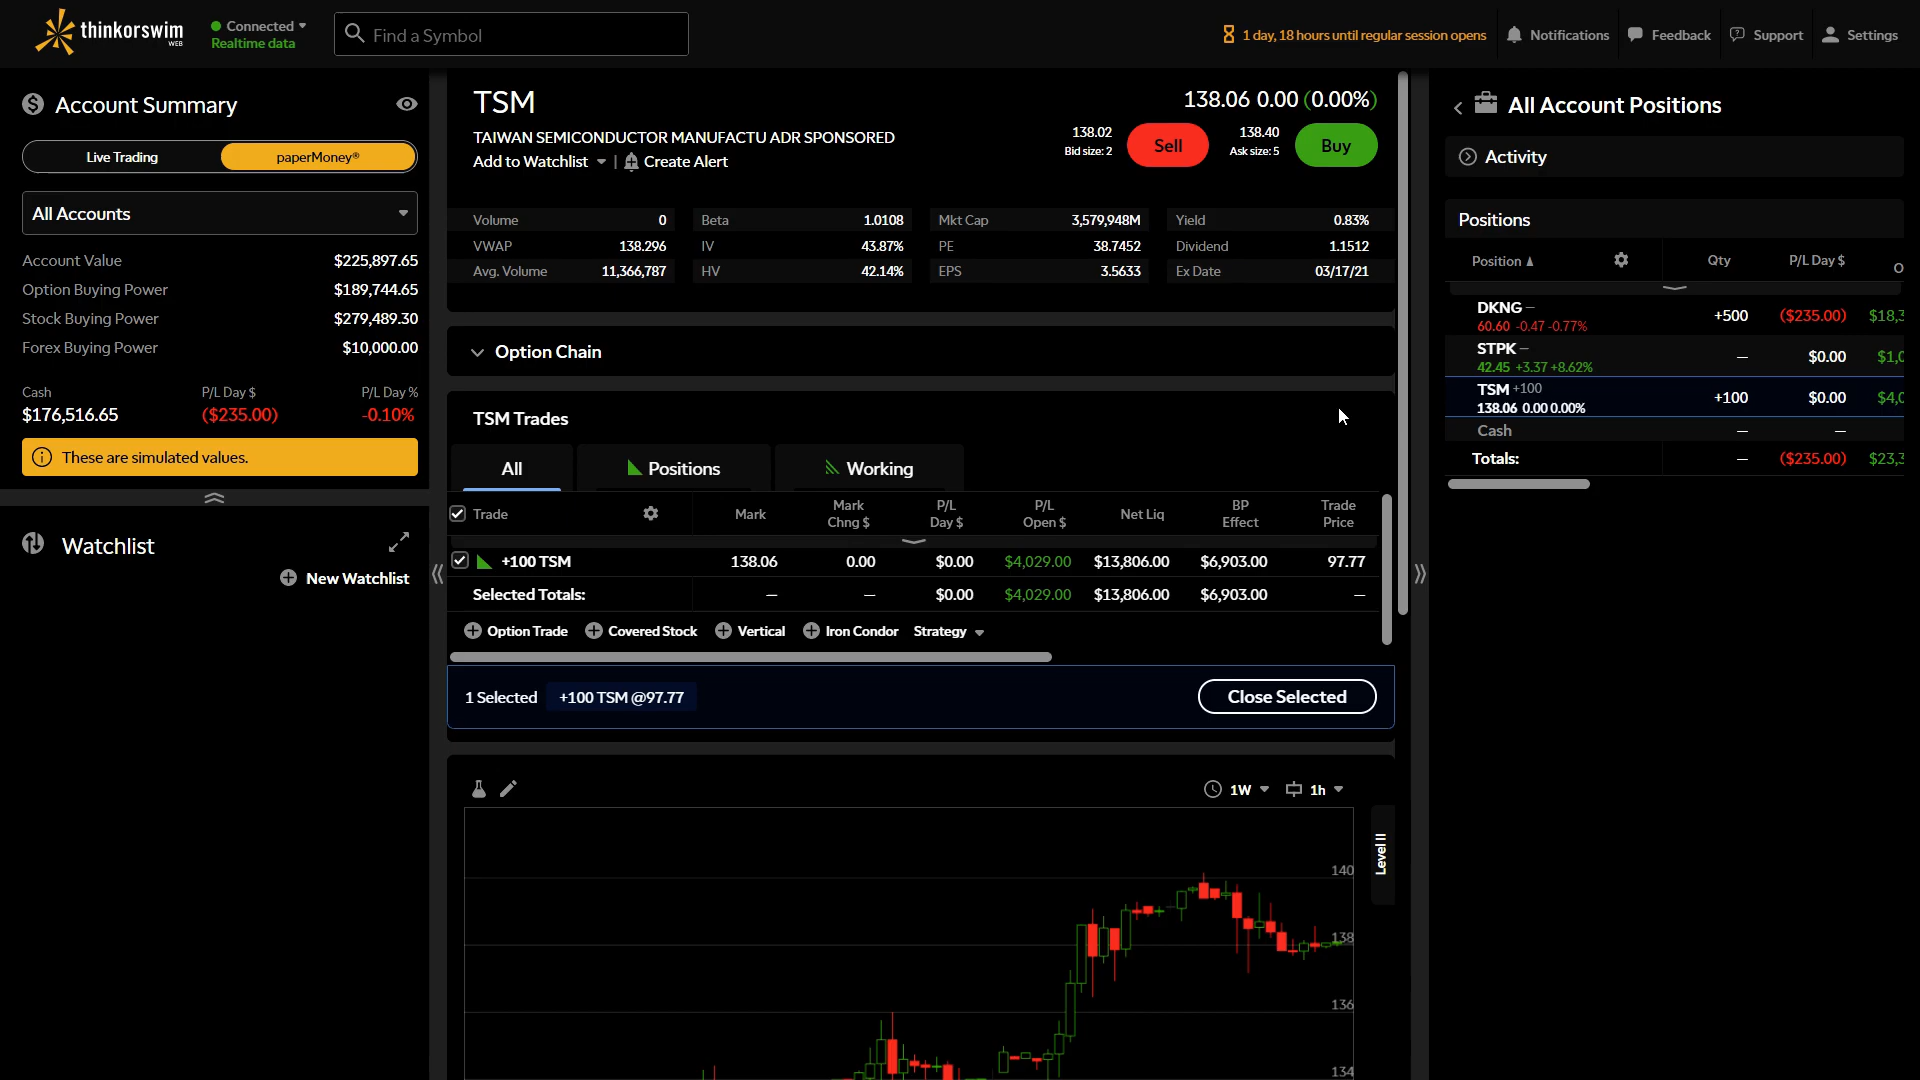 thinkorswim
WEB
Connected
Realtime data
Find a Symbol
1 day, 18 hours until regular session opens
Notifications
Feedback
Support
Settings
Account Summary
Live Trading
paperMoney®
All Accounts
Account Value $225,897.65
Option Buying Power $189,744.65
Stock Buying Power $279,489.30
Forex Buying Power $10,000.00
Cash P/L Day $ P/L Day %
$176,516.65 ($235.00) -0.10%
These are simulated values.
Watchlist
New Watchlist
TSM
138.06 0.00 (0.00%)
TAIWAN SEMICONDUCTOR MANUFACTU ADR SPONSORED
Add to Watchlist | Create Alert
138.02
Bid size: 2
Sell
138.40
Ask size: 5
Buy
Volume 0 Beta 1.0108 Mkt Cap 3,579,948M Yield 0.83%
VWAP 138.296 IV 43.87% PE 38.7452 Dividend 1.1512
Avg. Volume 11,366,787 HV 42.14% EPS 3.5633 Ex Date 03/17/21
Option Chain
TSM Trades
All Positions Working
Trade Mark Mark Chng $ P/L Day $ P/L Open $ Net Liq BP Effect Trade Price
+100 TSM 138.06 0.00 $0.00 $4,029.00 $13,806.00 $6,903.00 97.77
Selected Totals: — — $0.00 $4,029.00 $13,806.00 $6,903.00 —
Option Trade Covered Stock Vertical Iron Condor Strategy
1 Selected +100 TSM @97.77 Close Selected
1W 1h
Level II
140
138
136
134
All Account Positions
Activity
Positions
Position Qty P/L Day $ O
DKNG —
60.60 -0.47 -0.77% +500 ($235.00) $18,3
STPK —
42.45 +3.37 +8.62% — $0.00 $1,0
TSM +100
138.06 0.00 0.00% +100 $0.00 $4,0
Cash — —
Totals: — ($235.00) $23,3